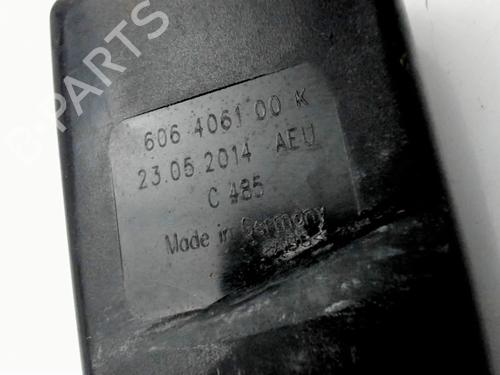 B-PARTS
606 4061 00 K
23.05.2014 AEU
C 485
Made in Germany